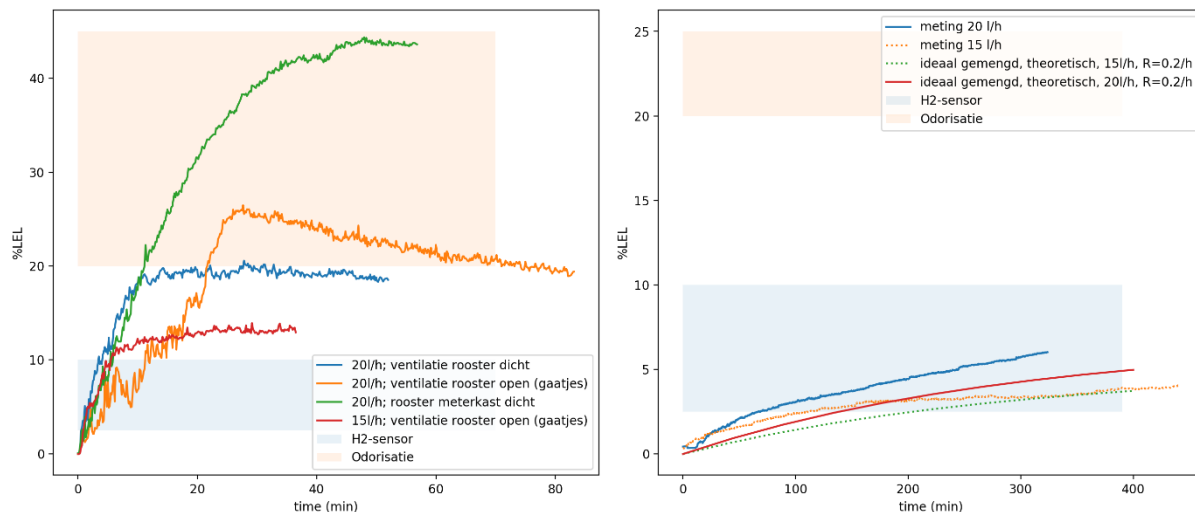 %LEL
40
30
20
10
0
0
20
40
60
80
time (min)
20l/h; ventilatie rooster dicht
20l/h; ventilatie rooster open (gaatjes)
20l/h; rooster meterkast dicht
15l/h; ventilatie rooster open (gaatjes)
H2-sensor
Odorisatie
%LEL
25
20
15
10
5
0
0
100
200
300
400
time (min)
meting 20 l/h
meting 15 l/h
ideaal gemengd, theoretisch, 15l/h, R=0.2/h
ideaal gemengd, theoretisch, 20l/h, R=0.2/h
H2-sensor
Odorisatie